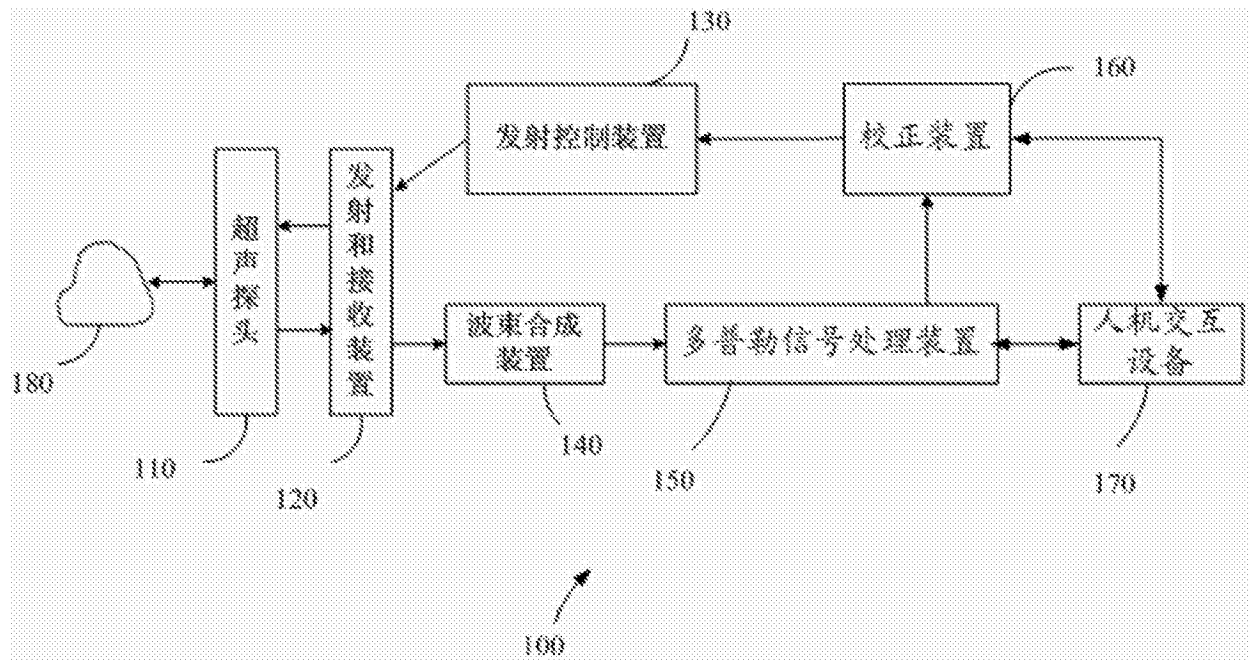 130
160
发射控制装置
校正装置
超声探头
发射和接收装置
波束合成
装置
多普勒信号处理装置
人机交互
设备
180
110
120
140
150
170
100